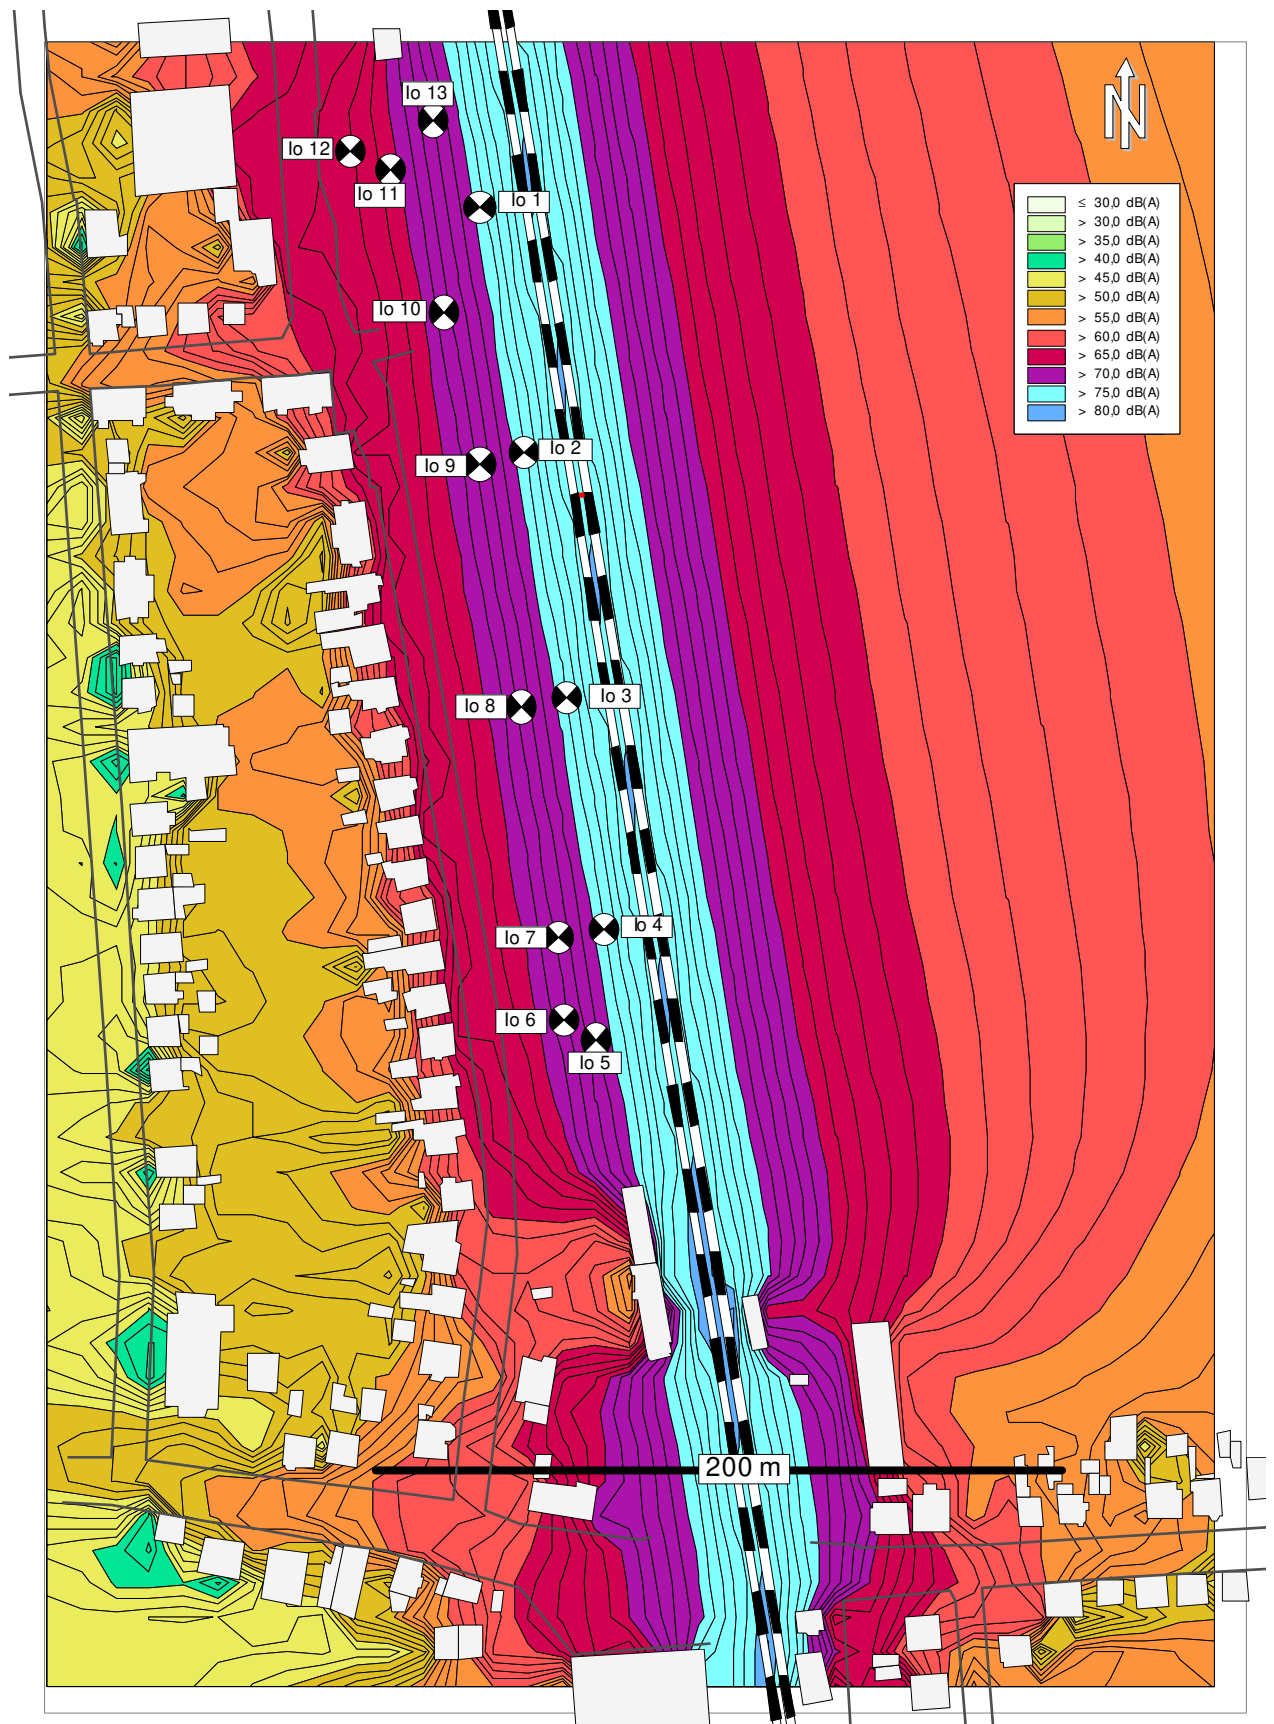 Io 13
Io 12
Io 11
Io 1
Io 10
Io 2
Io 9
Io 3
Io 8
Io 4
Io 7
Io 6
Io 5
200 m
N
≤ 30,0 dB(A)
> 30,0 dB(A)
> 35,0 dB(A)
> 40,0 dB(A)
> 45,0 dB(A)
> 50,0 dB(A)
> 55,0 dB(A)
> 60,0 dB(A)
> 65,0 dB(A)
> 70,0 dB(A)
> 75,0 dB(A)
> 80,0 dB(A)